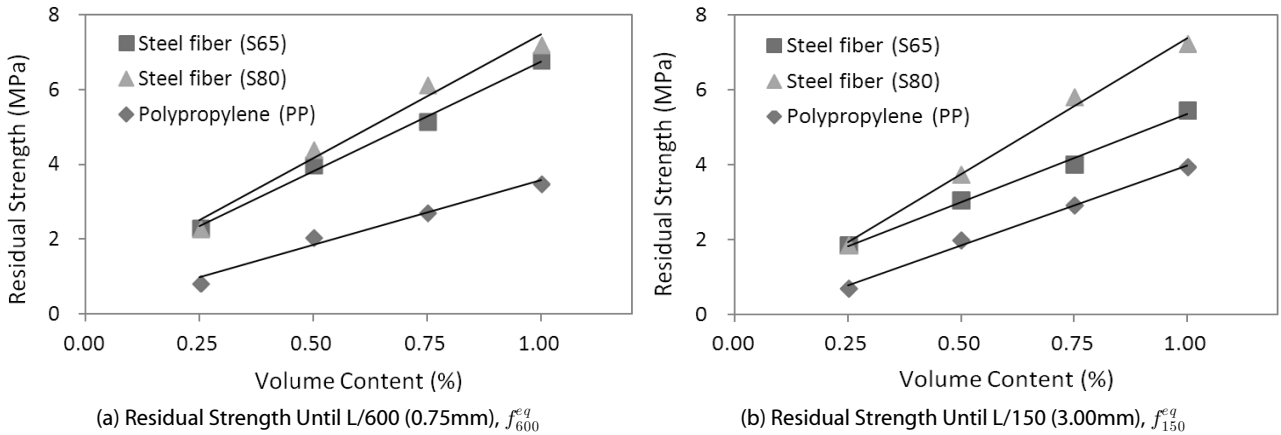 8
6
4
2
0
Residual Strength (MPa)
Steel fiber (S65)
Steel fiber (S80)
Polypropylene (PP)
0.00 0.25 0.50 0.75 1.00
Volume Content (%)
(a) Residual Strength Until L/600 (0.75mm), $f_{600}^{eq}$
8
6
4
2
0
Residual Strength (MPa)
Steel fiber (S65)
Steel fiber (S80)
Polypropylene (PP)
0.00 0.25 0.50 0.75 1.00
Volume Content (%)
(b) Residual Strength Until L/150 (3.00mm), $f_{150}^{eq}$